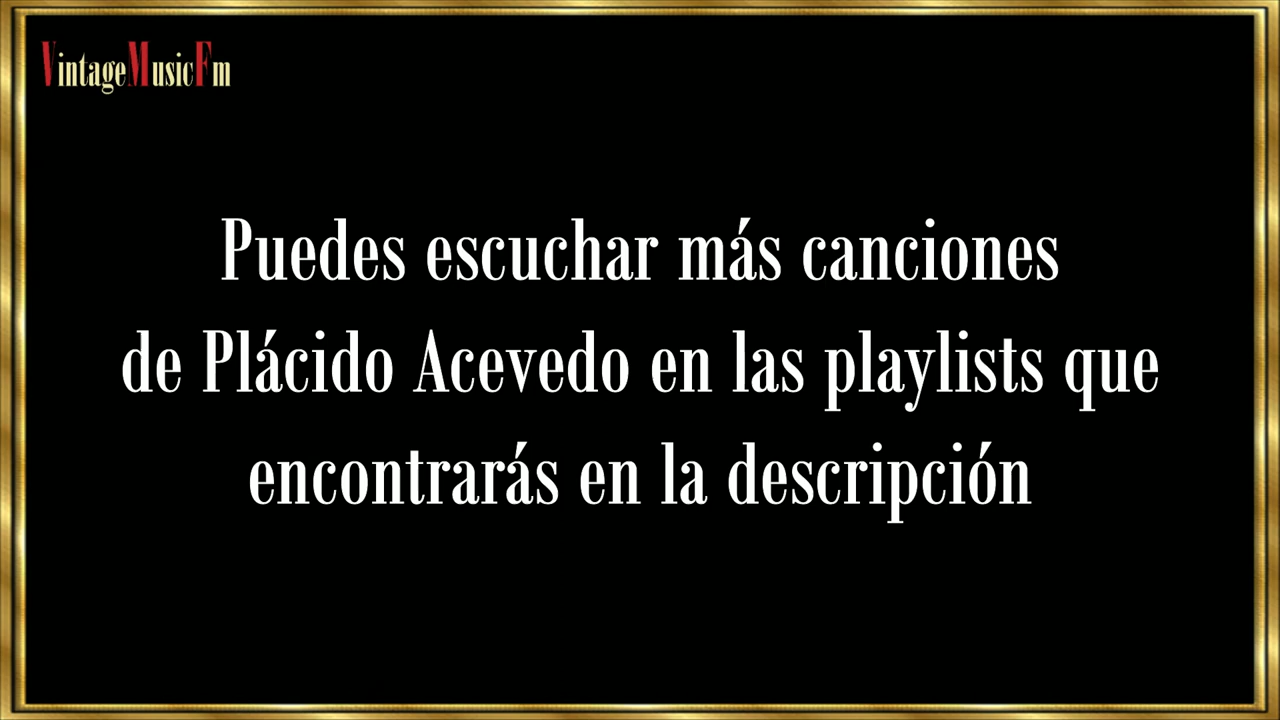 VintageMusicFm
Puedes escuchar más canciones
de Plácido Acevedo en las playlists que
encontrarás en la descripción